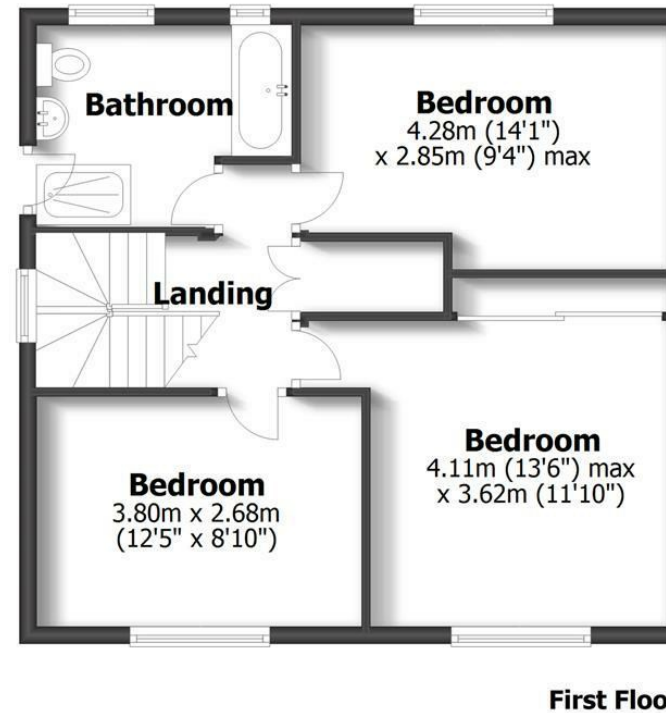 Bathroom
Bedroom
4.28m (14'1")
x 2.85m (9'4") max
Landing
Bedroom
4.11m (13'6") max
x 3.62m (11'10")
Bedroom
3.80m x 2.68m
(12'5" x 8'10")
First Floo